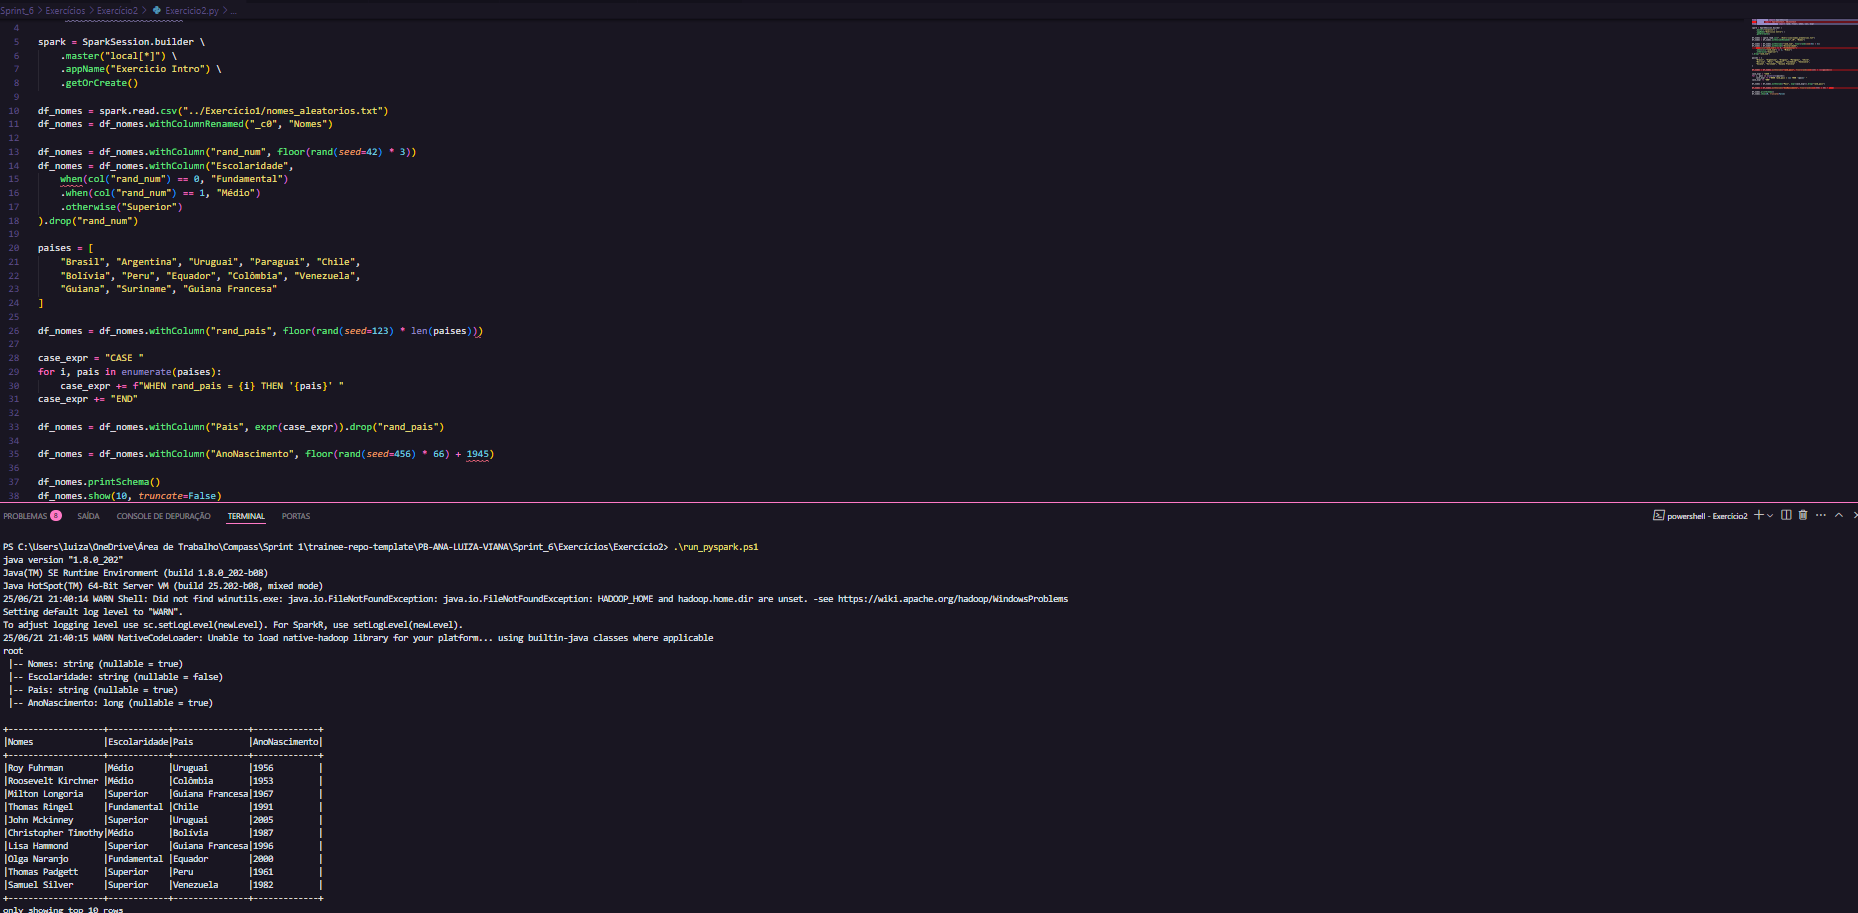 Sprint_6 > Exercícios > Exercício2 > Exercicio2.py > ...
4
5 spark = SparkSession.builder \
6 .master("local[*]") \
7 .appName("Exercicio Intro") \
8 .getOrCreate()
9
10 df_nomes = spark.read.csv("../Exercício1/nomes_aleatorios.txt")
11 df_nomes = df_nomes.withColumnRenamed("_c0", "Nomes")
12
13 df_nomes = df_nomes.withColumn("rand_num", floor(rand(seed=42) * 3))
14 df_nomes = df_nomes.withColumn("Escolaridade",
15 when(col("rand_num") == 0, "Fundamental")
16 .when(col("rand_num") == 1, "Médio")
17 .otherwise("Superior")
18 ).drop("rand_num")
19
20 paises = [
21 "Brasil", "Argentina", "Uruguai", "Paraguai", "Chile",
22 "Bolívia", "Peru", "Equador", "Colômbia", "Venezuela",
23 "Guiana", "Suriname", "Guiana Francesa"
24 ]
25
26 df_nomes = df_nomes.withColumn("rand_pais", floor(rand(seed=123) * len(paises)))
27
28 case_expr = "CASE "
29 for i, pais in enumerate(paises):
30 case_expr += f"WHEN rand_pais = {i} THEN '{pais}' "
31 case_expr += "END"
32
33 df_nomes = df_nomes.withColumn("Pais", expr(case_expr)).drop("rand_pais")
34
35 df_nomes = df_nomes.withColumn("AnoNascimento", floor(rand(seed=456) * 66) + 1945)
36
37 df_nomes.printSchema()
38 df_nomes.show(10, truncate=False)
PROBLEMAS 8 SAÍDA CONSOLE DE DEPURAÇÃO TERMINAL PORTAS powershell - Exercício2
PS C:\Users\luiza\OneDrive\Área de Trabalho\Compass\Sprint 1\trainee-repo-template\PB-ANA-LUIZA-VIANA\Sprint_6\Exercícios\Exercício2> .\run_pyspark.ps1
java version "1.8.0_202"
Java(TM) SE Runtime Environment (build 1.8.0_202-b08)
Java HotSpot(TM) 64-Bit Server VM (build 25.202-b08, mixed mode)
25/06/21 21:40:14 WARN Shell: Did not find winutils.exe: java.io.FileNotFoundException: java.io.FileNotFoundException: HADOOP_HOME and hadoop.home.dir are unset. -see https://wiki.apache.org/hadoop/WindowsProblems
Setting default log level to "WARN".
To adjust logging level use sc.setLogLevel(newLevel). For SparkR, use setLogLevel(newLevel).
25/06/21 21:40:15 WARN NativeCodeLoader: Unable to load native-hadoop library for your platform... using builtin-java classes where applicable
root
|-- Nomes: string (nullable = true)
|-- Escolaridade: string (nullable = false)
|-- Pais: string (nullable = true)
|-- AnoNascimento: long (nullable = true)
+-------------------+------------+---------------+-------------+
|Nomes |Escolaridade|Pais |AnoNascimento|
+-------------------+------------+---------------+-------------+
|Roy Fuhrman |Médio |Uruguai |1956 |
|Roosevelt Kirchner |Médio |Colômbia |1953 |
|Milton Longoria |Superior |Guiana Francesa|1967 |
|Thomas Ringel |Fundamental |Chile |1991 |
|John Mckinney |Superior |Uruguai |2005 |
|Christopher Timothy|Médio |Bolívia |1987 |
|Lisa Hammond |Superior |Guiana Francesa|1996 |
|Olga Naranjo |Fundamental |Equador |2000 |
|Thomas Padgett |Superior |Peru |1961 |
|Samuel Silver |Superior |Venezuela |1982 |
+-------------------+------------+---------------+-------------+
only showing top 10 rows